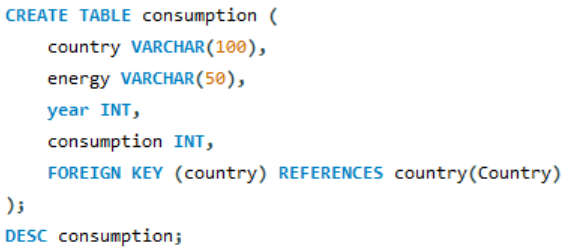 CREATE TABLE consumption (
    country VARCHAR(100),
    energy VARCHAR(50),
    year INT,
    consumption INT,
    FOREIGN KEY (country) REFERENCES country(Country)
);
DESC consumption;